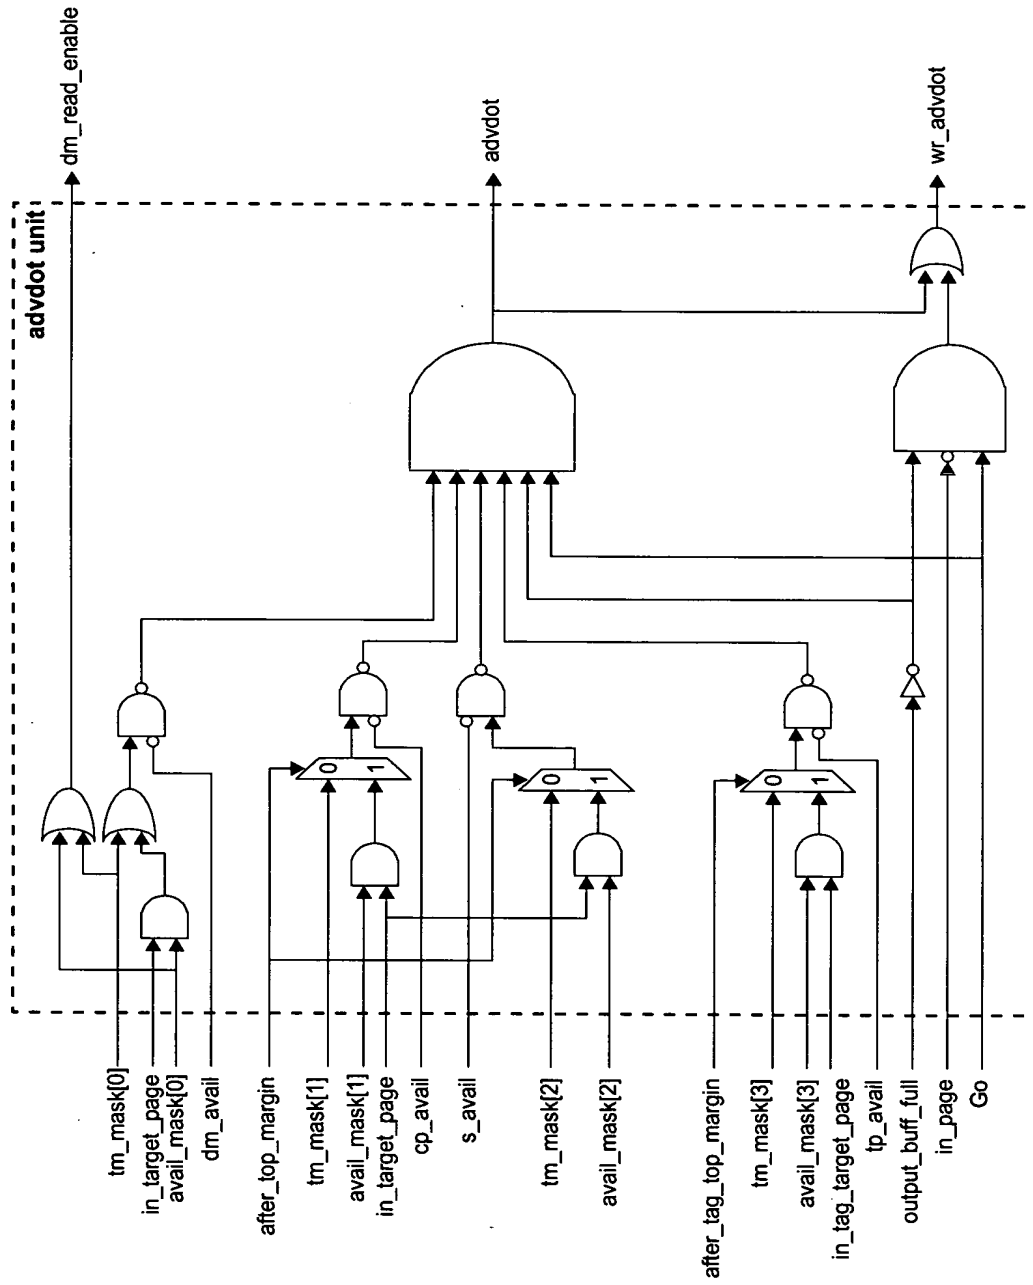 advdot unit
dm_read_enable
advdot
wr_advdot
tm_mask[0]
in_target_page
avail_mask[0]
dm_avail
after_top_margin
tm_mask[1]
avail_mask[1]
in_target_page
cp_avail
s_avail
tm_mask[2]
avail_mask[2]
after_tag_top_margin
tm_mask[3]
avail_mask[3]
in_tag_target_page
tp_avail
output_buff_full
in_page
Go
0
1
0
1
0
1